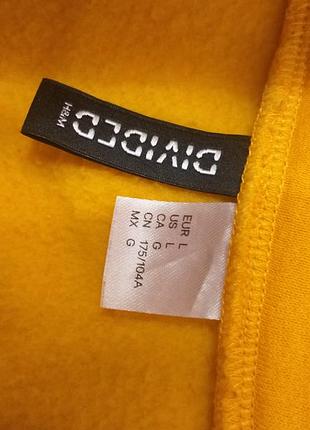 DIVIDED
H&M
EUR L
US L
CA G
CN 175/104A
MX G